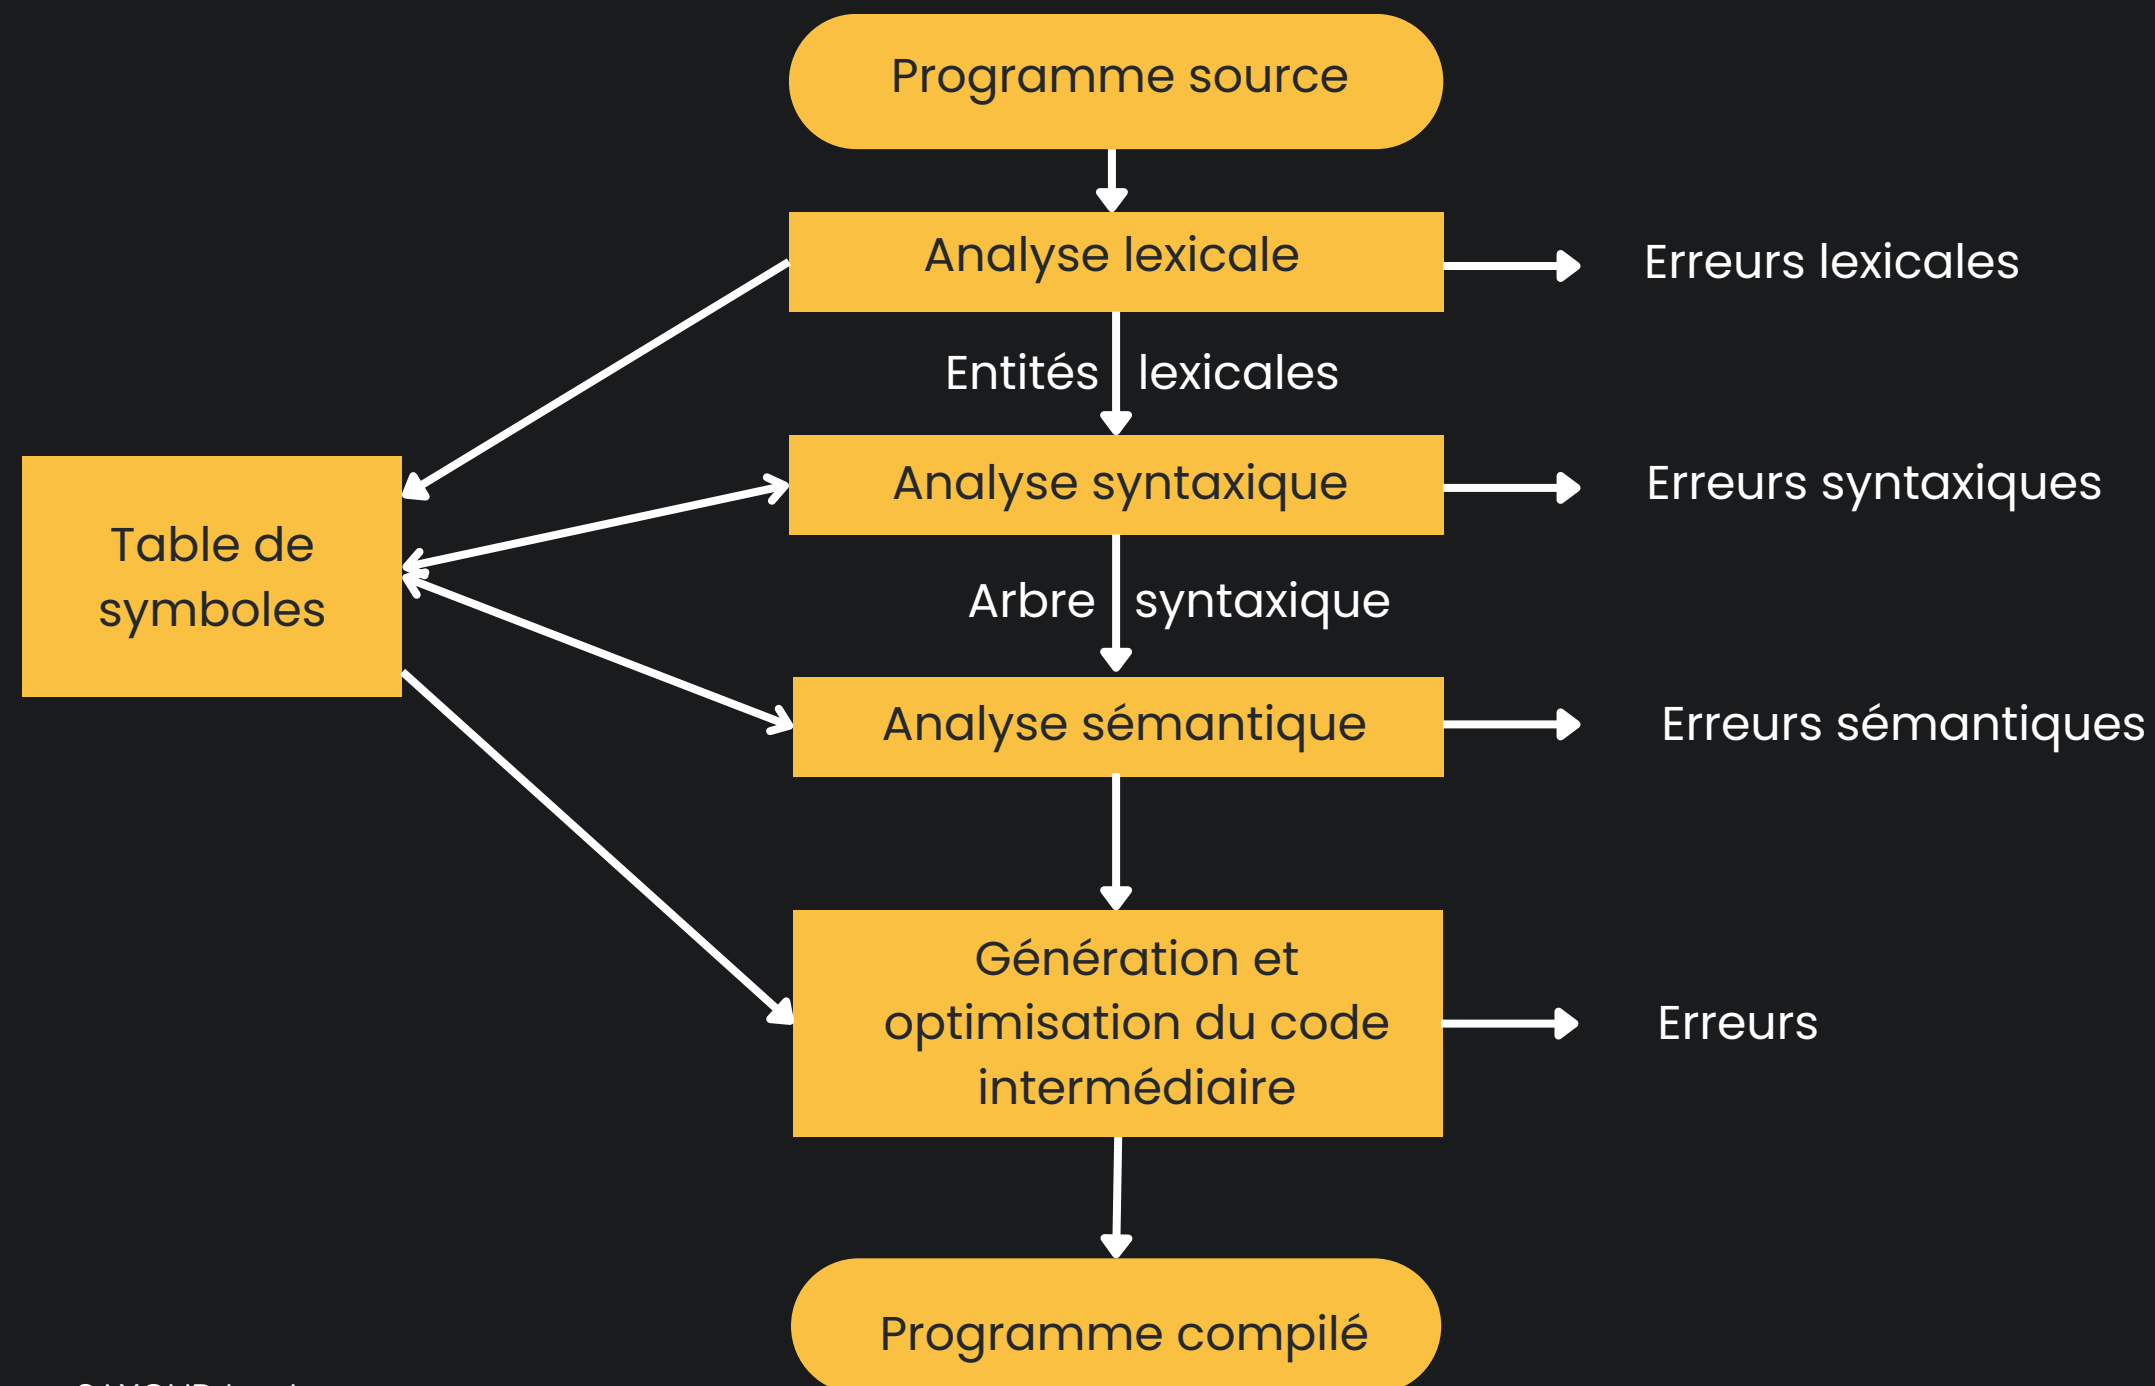 Programme source
Analyse lexicale
Erreurs lexicales
Entités lexicales
Analyse syntaxique
Erreurs syntaxiques
Table de
symboles
Arbre syntaxique
Analyse sémantique
Erreurs sémantiques
Génération et
optimisation du code
intermédiaire
Erreurs
Programme compilé